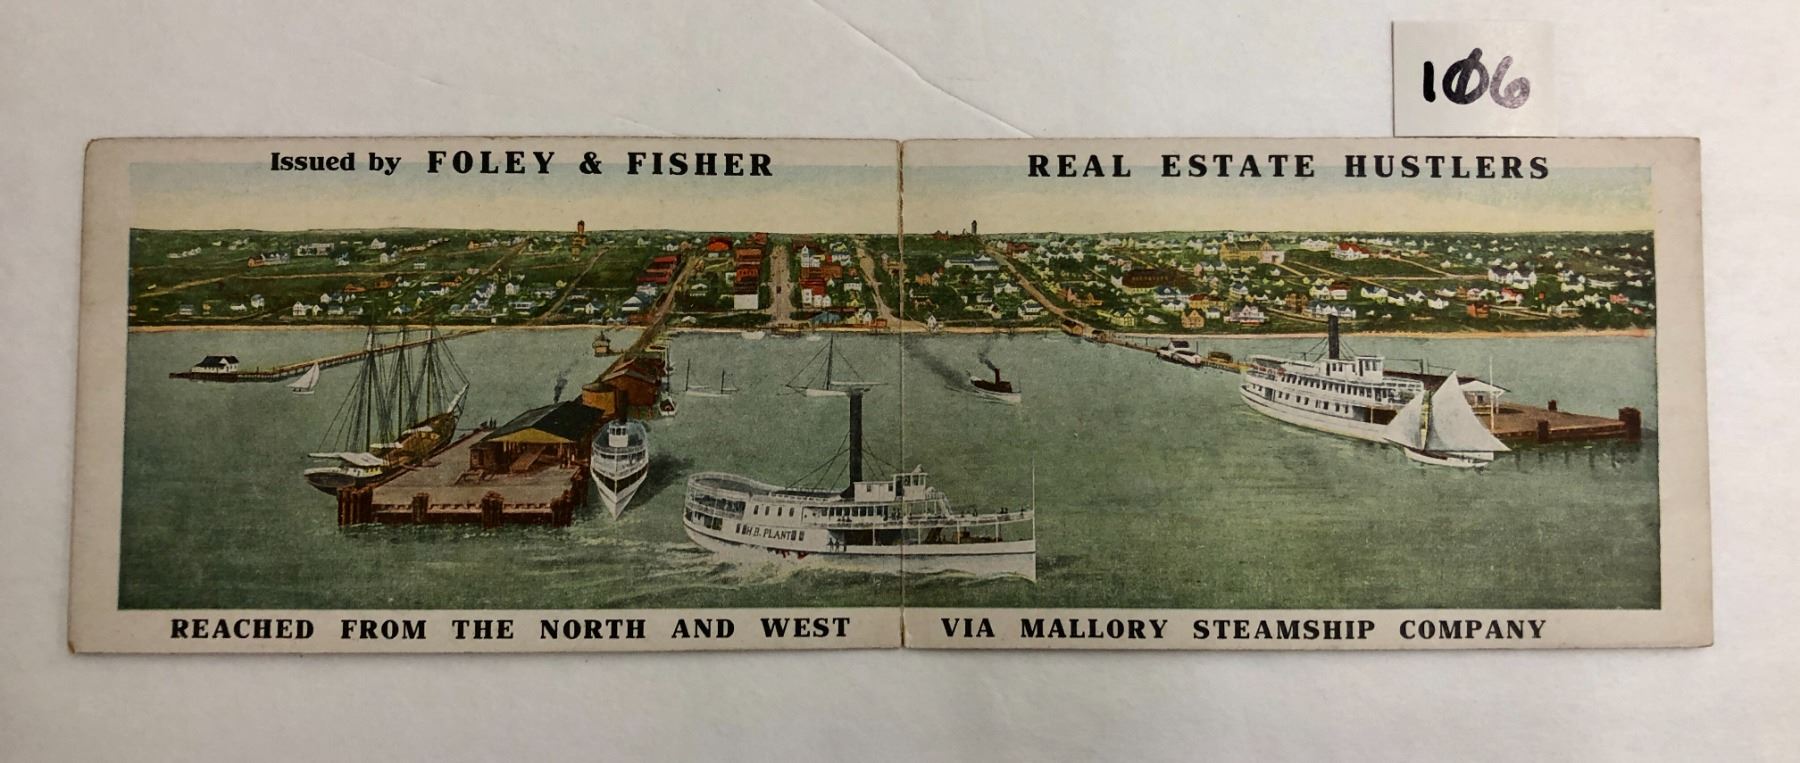 106
Issued by FOLEY & FISHER REAL ESTATE HUSTLERS
H.B. PLANT
REACHED FROM THE NORTH AND WEST VIA MALLORY STEAMSHIP COMPANY